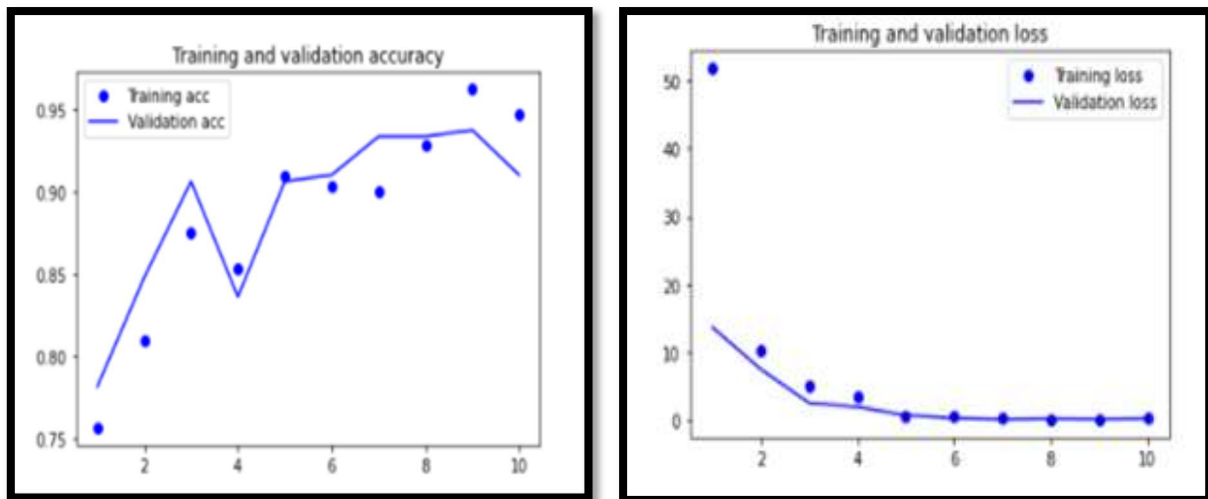 Training and validation accuracy
Training acc
Validation acc
0.95
0.90
0.85
0.80
0.75
2 4 6 8 10
Training and validation loss
Training loss
Validation loss
50
40
30
20
10
0
2 4 6 8 10